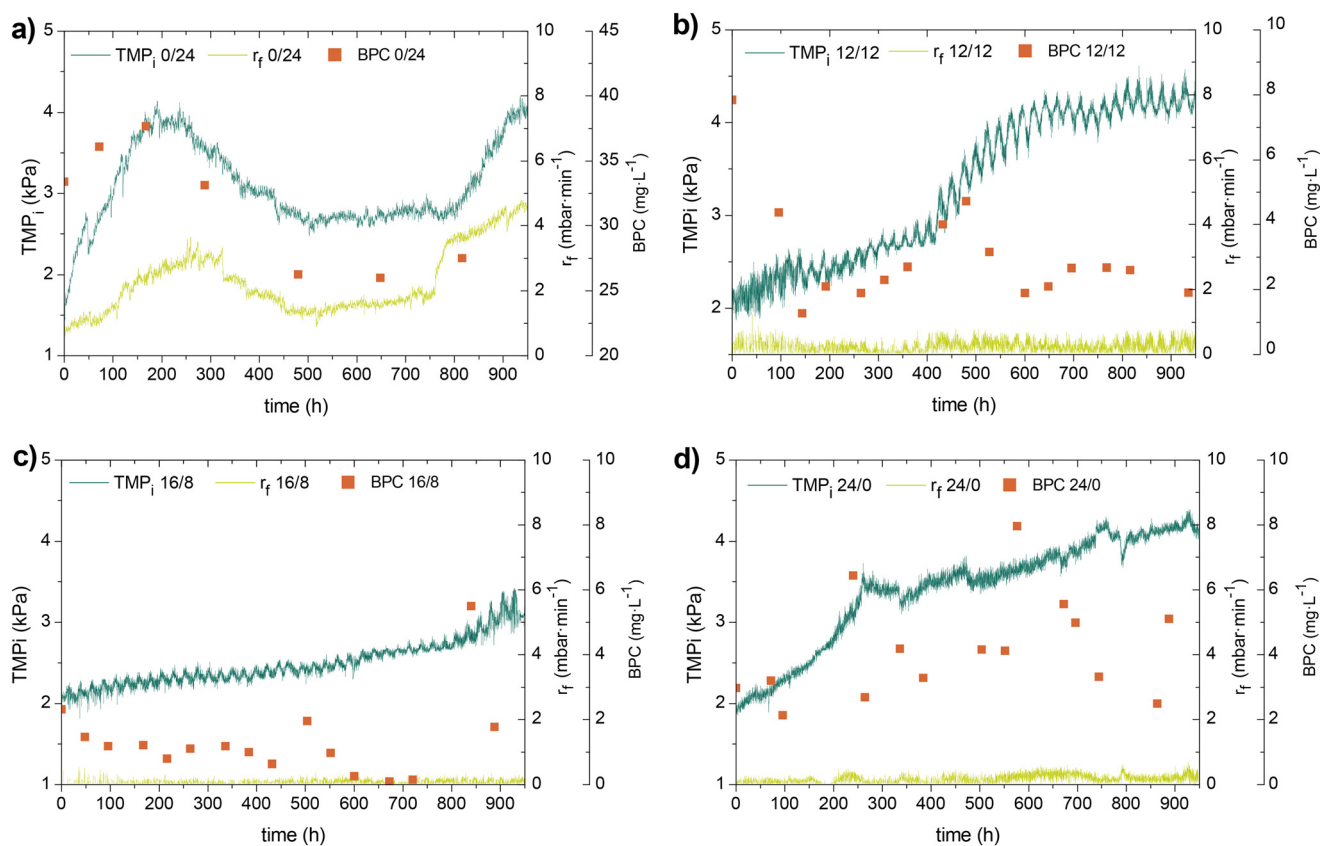 a)
TMPi 0/24 rf 0/24 BPC 0/24
5
4
3
2
1
TMPi (kPa)
0 100 200 300 400 500 600 700 800 900
time (h)
10
8
6
4
2
0
rf (mbar·min-1)
45
40
35
30
25
20
BPC (mg·L-1)
b)
TMPi 12/12 rf 12/12 BPC 12/12
5
4
3
2
TMPi (kPa)
0 100 200 300 400 500 600 700 800 900
time (h)
10
8
6
4
2
0
rf (mbar·min-1)
10
8
6
4
2
0
BPC (mg·L-1)
c)
TMPi 16/8 rf 16/8 BPC 16/8
5
4
3
2
1
TMPi (kPa)
0 100 200 300 400 500 600 700 800 900
time (h)
10
8
6
4
2
0
rf (mbar·min-1)
10
8
6
4
2
0
BPC (mg·L-1)
d)
TMPi 24/0 rf 24/0 BPC 24/0
5
4
3
2
1
TMPi (kPa)
0 100 200 300 400 500 600 700 800 900
time (h)
10
8
6
4
2
0
rf (mbar·min-1)
10
8
6
4
2
0
BPC (mg·L-1)